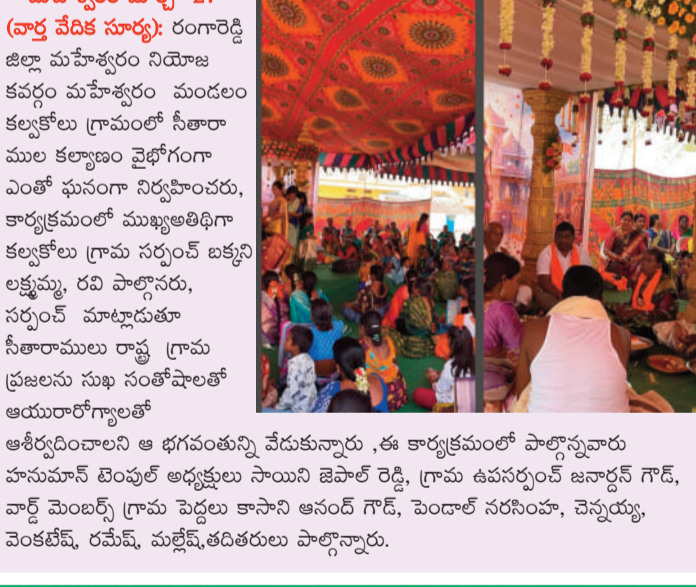 (వార్త వేదిక సూర్య): రంగారెడ్డి
జిల్లా మహేశ్వరం నియోజ
కవర్గం మహేశ్వరం మండలం
కల్వకోలు గ్రామంలో సీతారా
ముల కల్యాణం వైభోగంగా
ఎంతో ఘనంగా నిర్వహించరు,
కార్యక్రమంలో ముఖ్యఅతిథిగా
కల్వకోలు గ్రామ సర్పంచ్ బక్కని
లక్ష్మమ్మ, రవి పాల్గొనరు,
సర్పంచ్ మాట్లాడుతూ
సీతారాములు రాష్ట్ర గ్రామ
ప్రజలను సుఖ సంతోషాలతో
ఆయురారోగ్యాలతో
ఆశీర్వదించాలని ఆ భగవంతున్ని వేడుకున్నారు ,ఈ కార్యక్రమంలో పాల్గొన్నవారు
హనుమాన్ టెంపుల్ అధ్యక్షులు సాయిని జెపాల్ రెడ్డి, గ్రామ ఉపసర్పంచ్ జనార్దన్ గౌడ్,
వార్డ్ మెంబర్స్ గ్రామ పెద్దలు కాసాని ఆనంద్ గౌడ్, పెండాల్ నరసింహ, చెన్నయ్య,
వెంకటేష్, రమేష్, మల్లేష్,తదితరులు పాల్గొన్నారు.